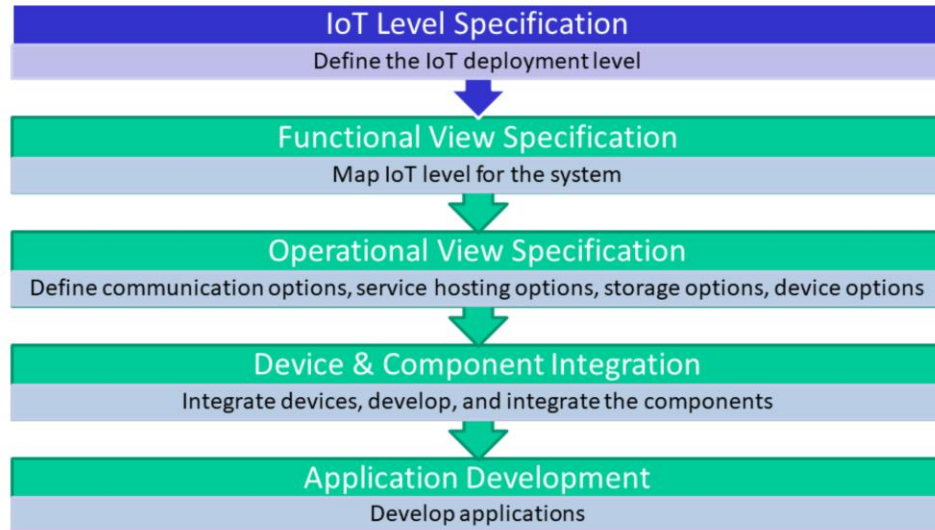 IoT Level Specification
Define the IoT deployment level
Functional View Specification
Map IoT level for the system
Operational View Specification
Define communication options, service hosting options, storage options, device options
Device & Component Integration
Integrate devices, develop, and integrate the components
Application Development
Develop applications